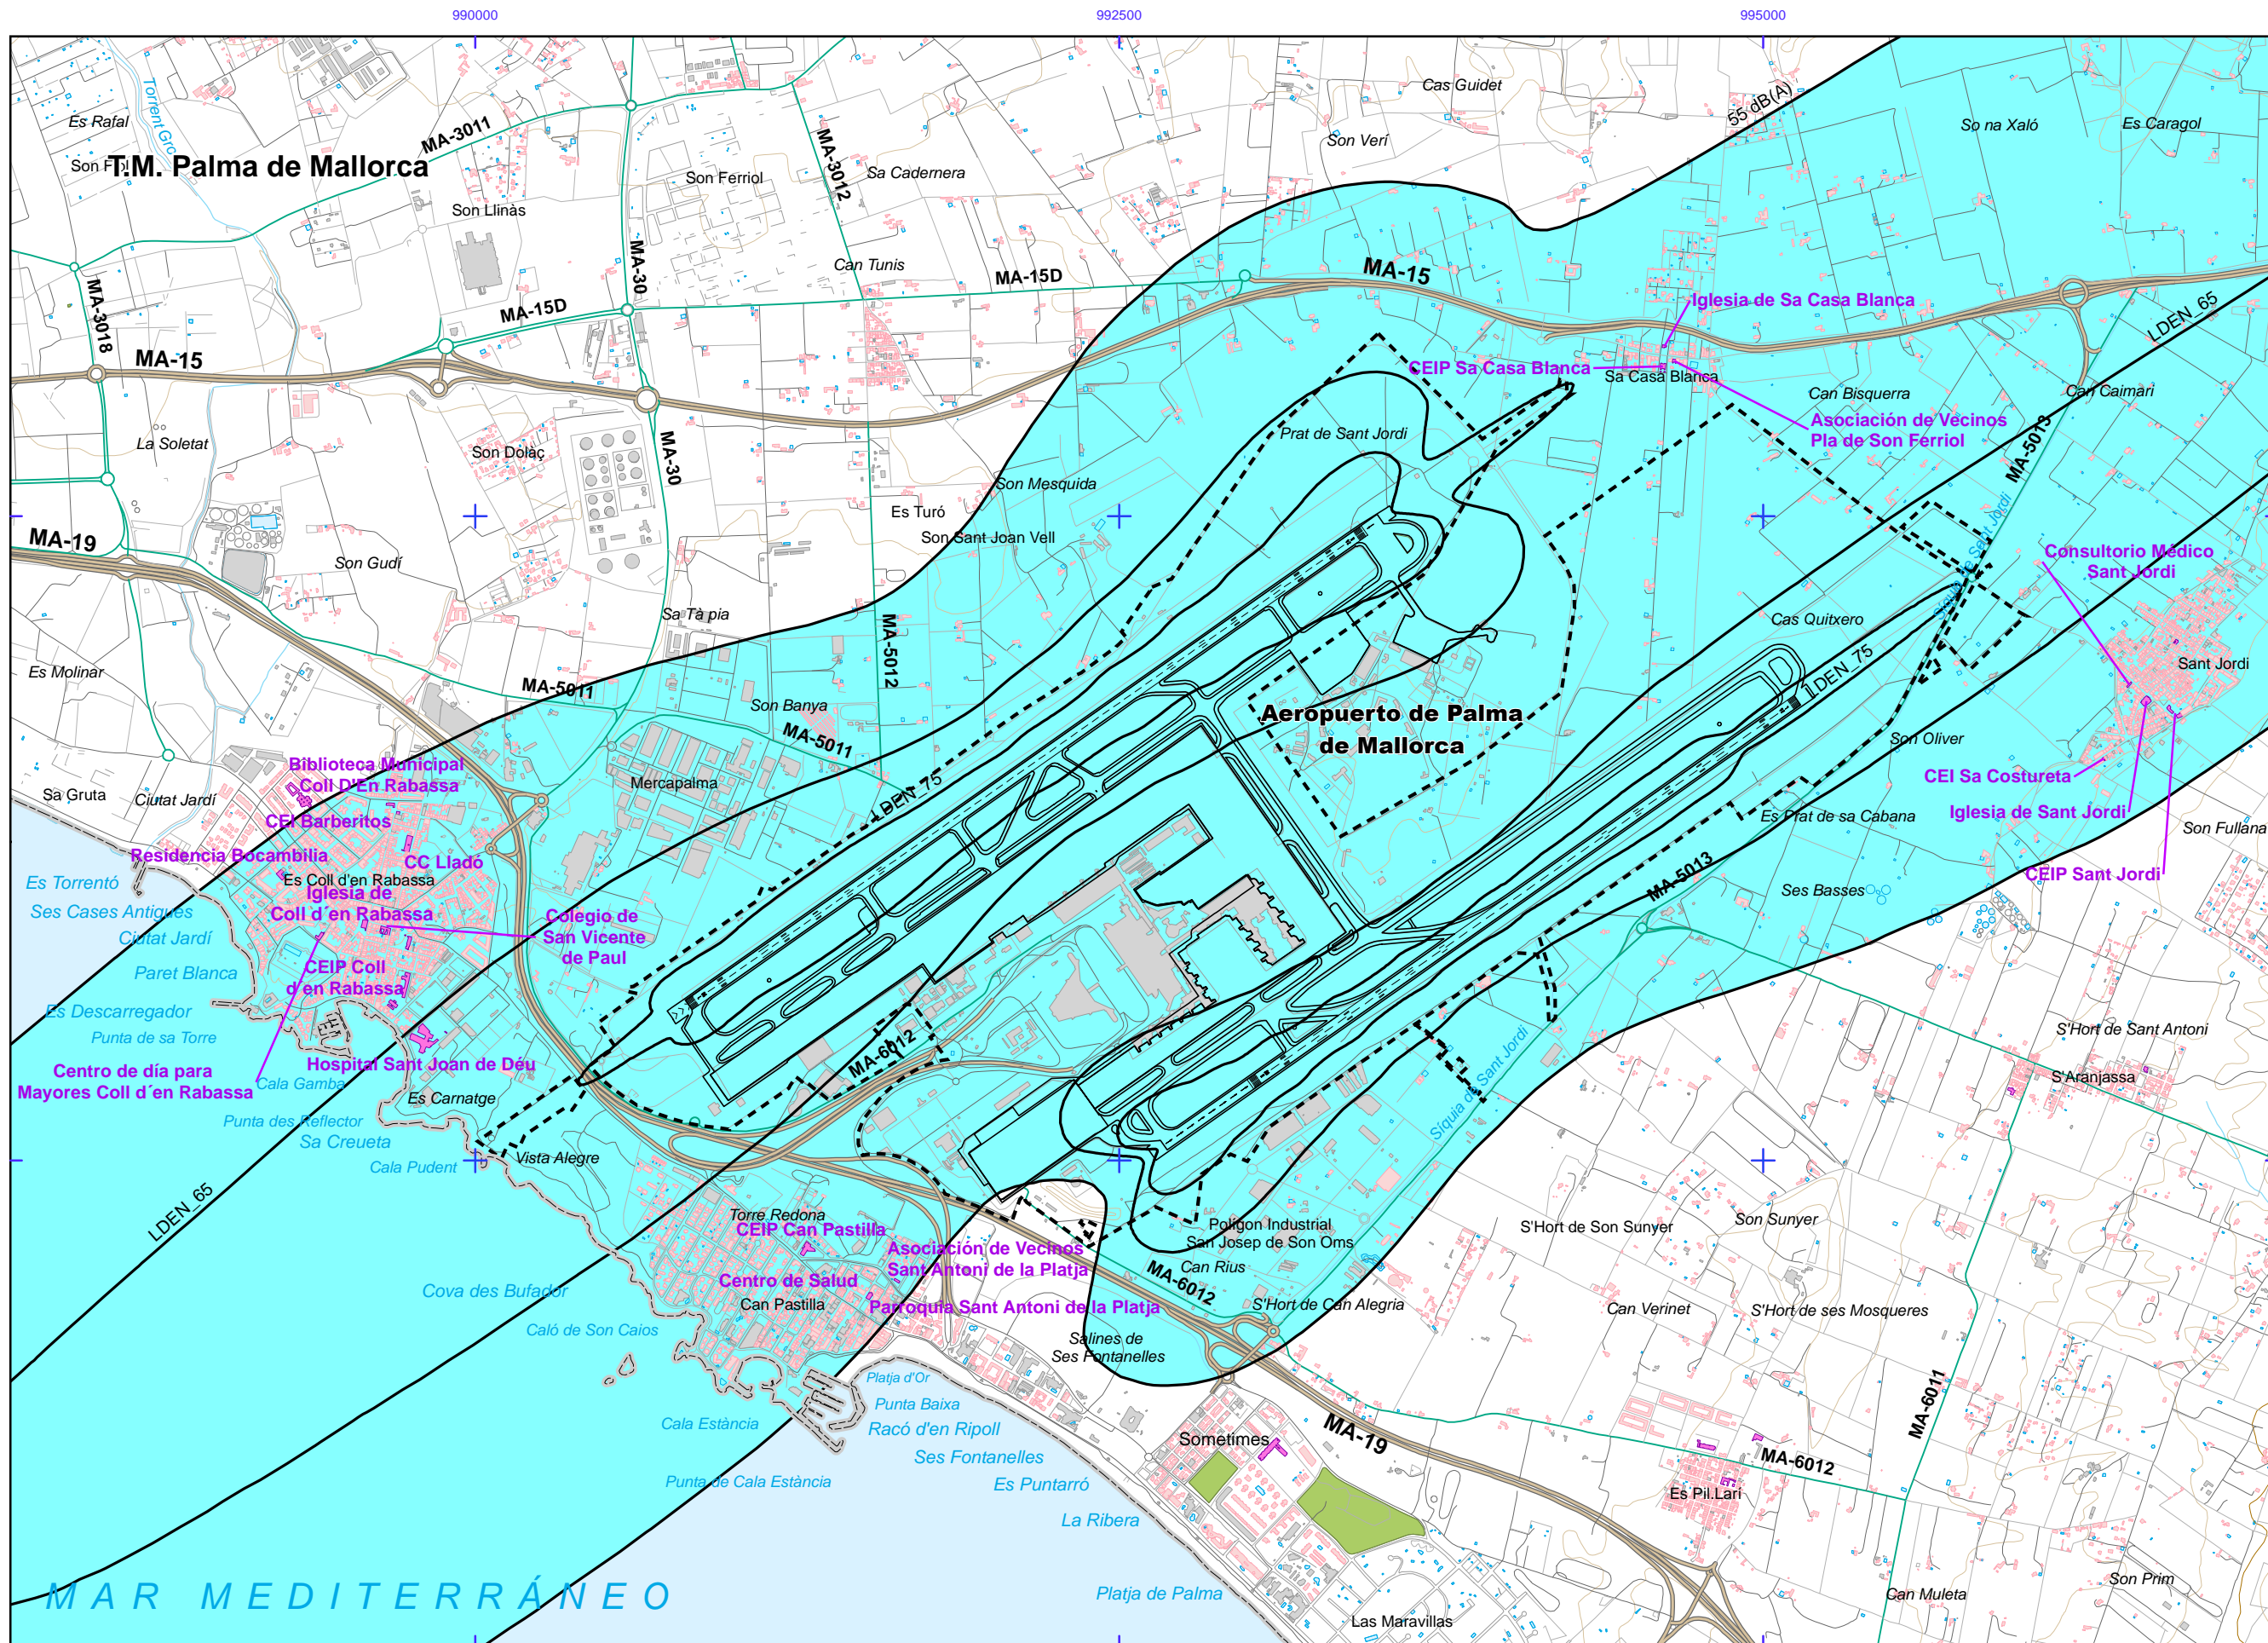 990000
992500
995000
Cas Guidet
55 dB(A)
Torrent Gros
Es Rafal
MA-3011
MA-3012
Son Verí
So na Xaló
Es Caragol
T.M. Palma de Mallorca
Son Ferriol
Sa Cadernera
Son Llinàs
MA-30
Can Tunis
MA-15D
MA-15
MA-3018
MA-15D
Iglesia de Sa Casa Blanca
LDEN_65
MA-15
CEIP Sa Casa Blanca
Sa Casa Blanca
Can Bisquerra
Can Caimari
La Soletat
Son Dolaç
MA-30
Prat de Sant Jordi
Asociación de Vecinos
Pla de Son Ferriol
MA-5013
Son Mesquida
Es Turó
Son Sant Joan Vell
MA-19
Son Gudí
Síquia de Sant Jordi
Consultorio Médico
Sant Jordi
Sa Tà pia
MA-5012
Cas Quitxero
Es Molinar
MA-5011
Son Banya
MA-5011
LDEN_75
Sant Jordi
Aeropuerto de Palma
de Mallorca
Son Oliver
Biblioteca Municipal
Coll D'En Rabassa
Mercapalma
CEI Sa Costureta
Sa Gruta
Ciutat Jardí
LDEN_75
CEI Barberitos
Es Prat de sa Cabana
Iglesia de Sant Jordi
Son Fullana
Residencia Bocambilia
CC Lladó
Es Coll d'en Rabassa
MA-5013
CEIP Sant Jordi
Es Torrentó
Iglesia de
Coll d'en Rabassa
Ses Basses
Ses Cases Antigues
Colegio de
San Vicente
de Paul
Ciutat Jardí
Paret Blanca
CEIP Coll
d'en Rabassa
Es Descarregador
Punta de sa Torre
MA-6012
Síquia de Sant Jordi
S'Hort de Sant Antoni
Hospital Sant Joan de Déu
Centro de día para
Mayores Coll d´en Rabassa
Cala Gamba
S'Aranjassa
Es Carnatge
Punta des Reflector
Sa Creueta
Cala Pudent
Vista Alegre
LDEN_65
Torre Redona
CEIP Can Pastilla
Polígon Industrial
San Josep de Son Oms
S'Hort de Son Sunyer
Son Sunyer
Asociación de Vecinos
Sant Antoni de la Platja
Can Rius
MA-6012
Centro de Salud
Can Pastilla
Parroquia Sant Antoni de la Platja
S'Hort de Can Alegria
Can Verinet
S'Hort de ses Mosqueres
Cova des Bufador
Caló de Son Caios
Salines de
Ses Fontanelles
Platja d'Or
Punta Baixa
Racó d'en Ripoll
Ses Fontanelles
Cala Estància
Punta de Cala Estància
Es Puntarró
La Ribera
Sometimes
MA-19
MA-6011
MA-6012
Es Pil.Larí
MAR MEDITERRÁNEO
Platja de Palma
Las Maravillas
Can Muleta
Son Prim